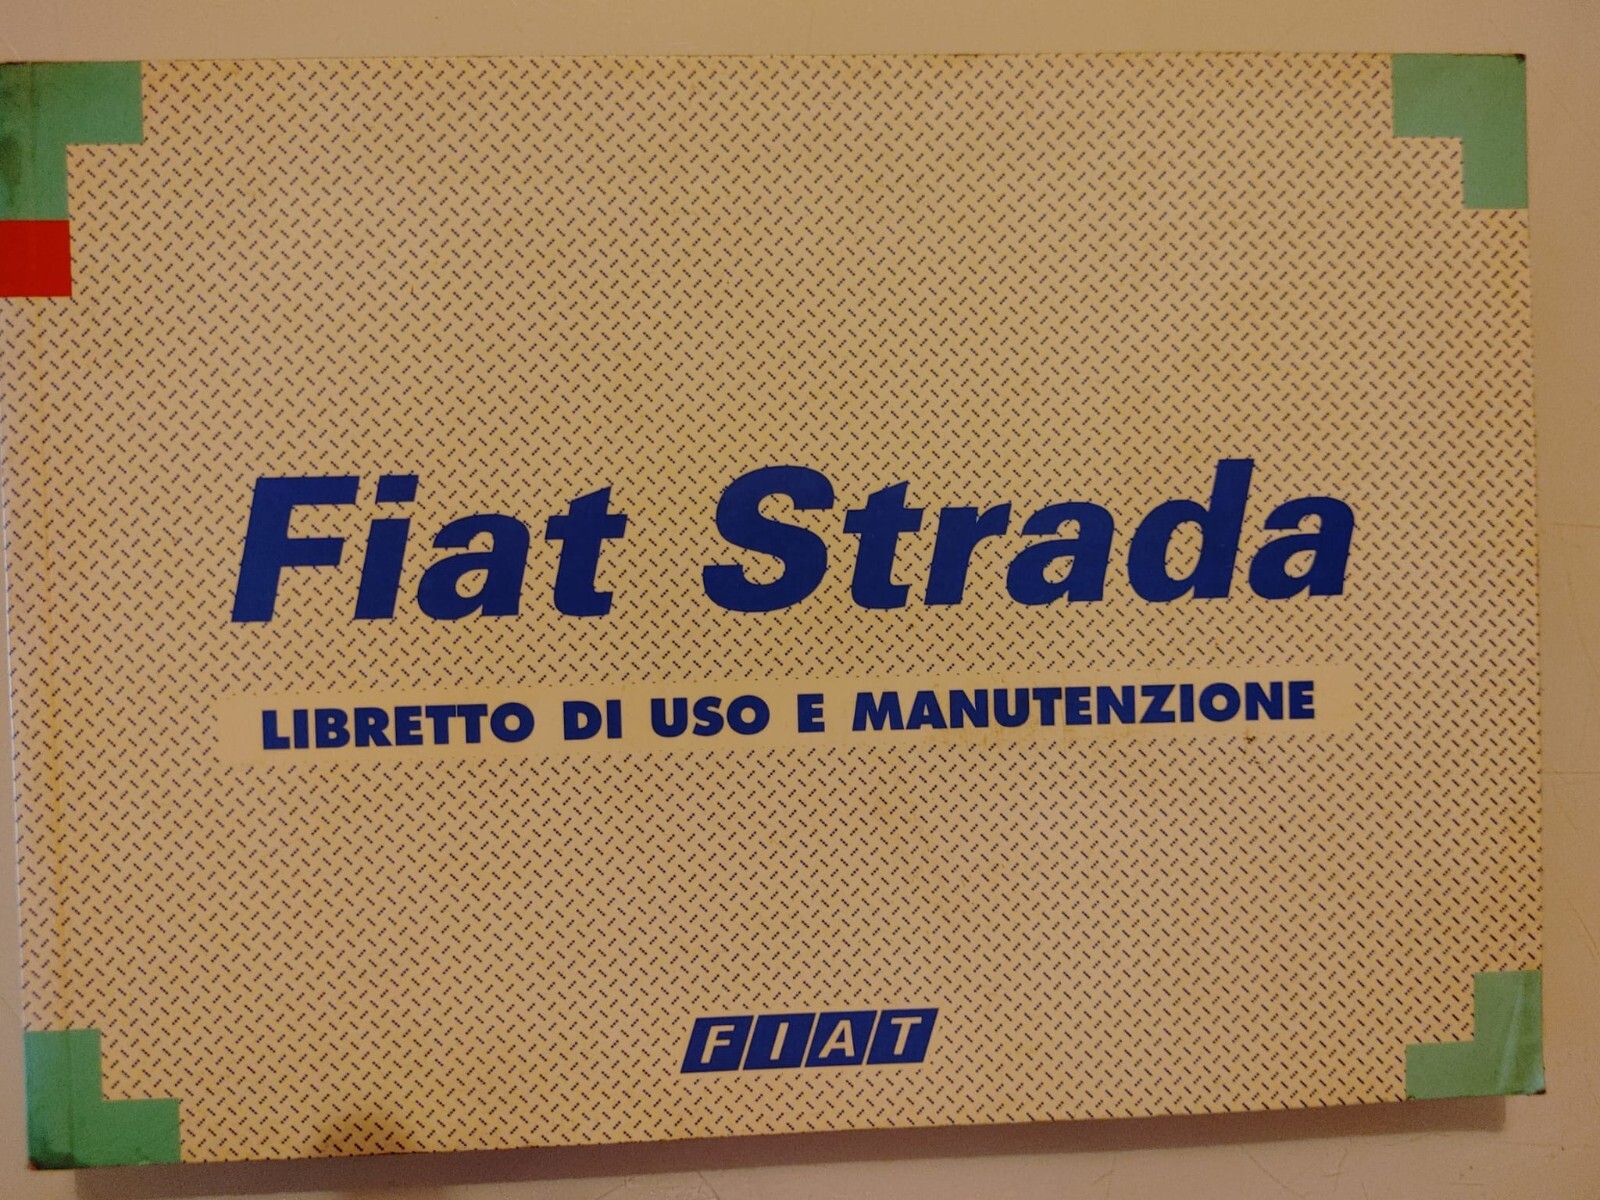 Fiat Strada
LIBRETTO DI USO E MANUTENZIONE
FIAT